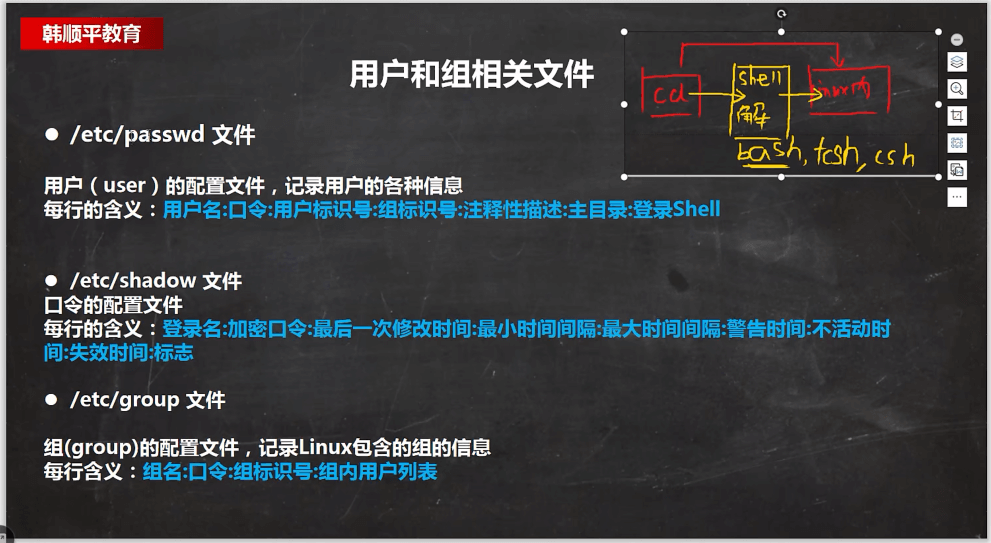 韩顺平教育
用户和组相关文件
cd
shell
解
bash, tcsh, csh
● /etc/passwd 文件
用户（user）的配置文件，记录用户的各种信息
每行的含义：用户名:口令:用户标识号:组标识号:注释性描述:主目录:登录Shell
● /etc/shadow 文件
口令的配置文件
每行的含义：登录名:加密口令:最后一次修改时间:最小时间间隔:最大时间间隔:警告时间:不活动时
间:失效时间:标志
● /etc/group 文件
组(group)的配置文件，记录Linux包含的组的信息
每行含义：组名:口令:组标识号:组内用户列表